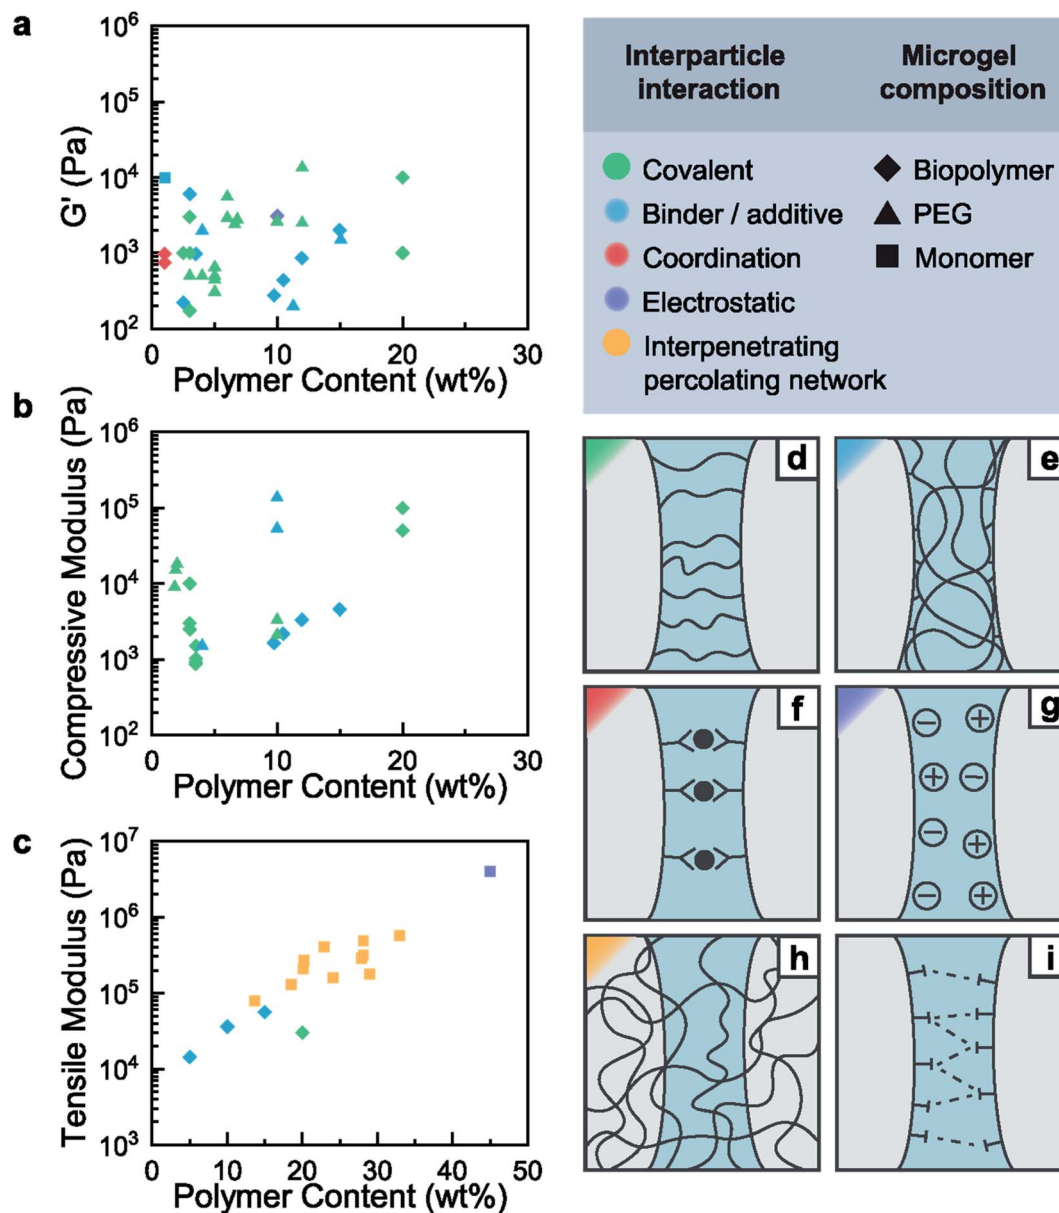 a
G' (Pa)
10^6
10^5
10^4
10^3
10^2
0 10 20 30
Polymer Content (wt%)
b
Compressive Modulus (Pa)
10^6
10^5
10^4
10^3
10^2
0 10 20 30
Polymer Content (wt%)
c
Tensile Modulus (Pa)
10^7
10^6
10^5
10^4
10^3
0 10 20 30 40 50
Polymer Content (wt%)
Interparticle
interaction
Microgel
composition
Covalent
Binder / additive
Coordination
Electrostatic
Interpenetrating
percolating network
Biopolymer
PEG
Monomer
d
e
f
g
− +
+ −
− +
− +
h
i